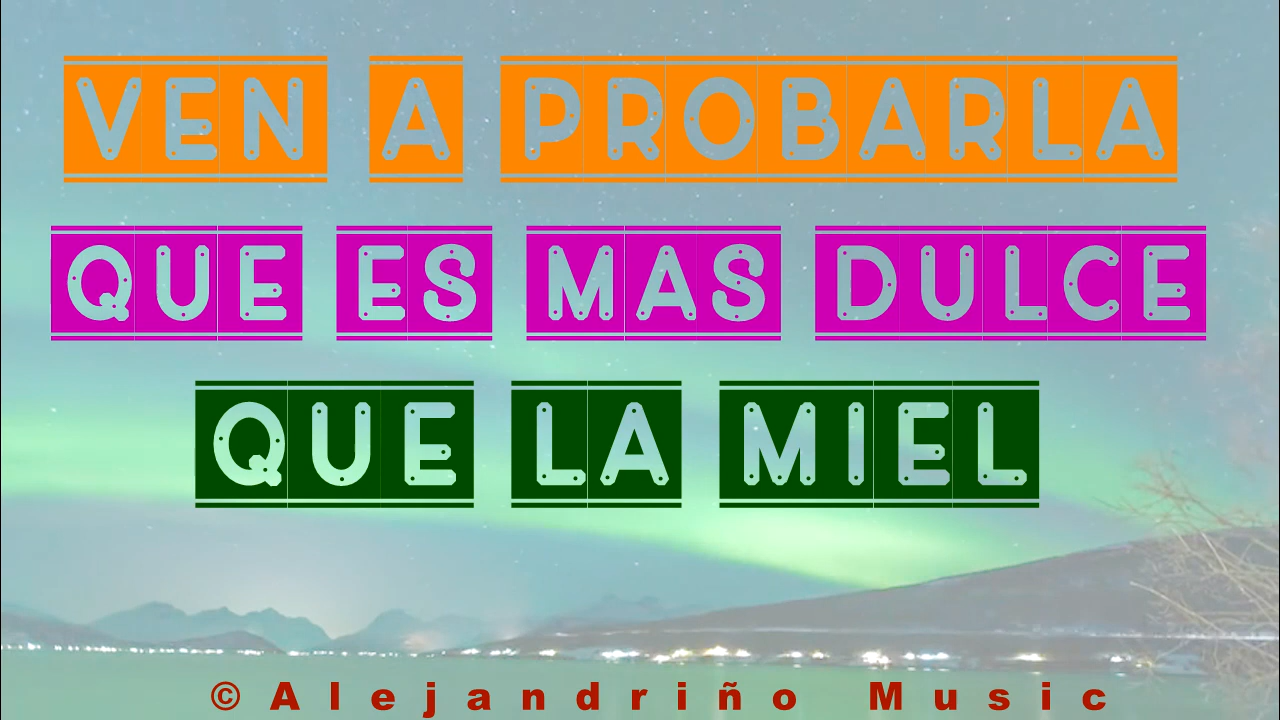 VEN A PROBARLA
QUE ES MAS DULCE
QUE LA MIEL
© Alejandriño Music